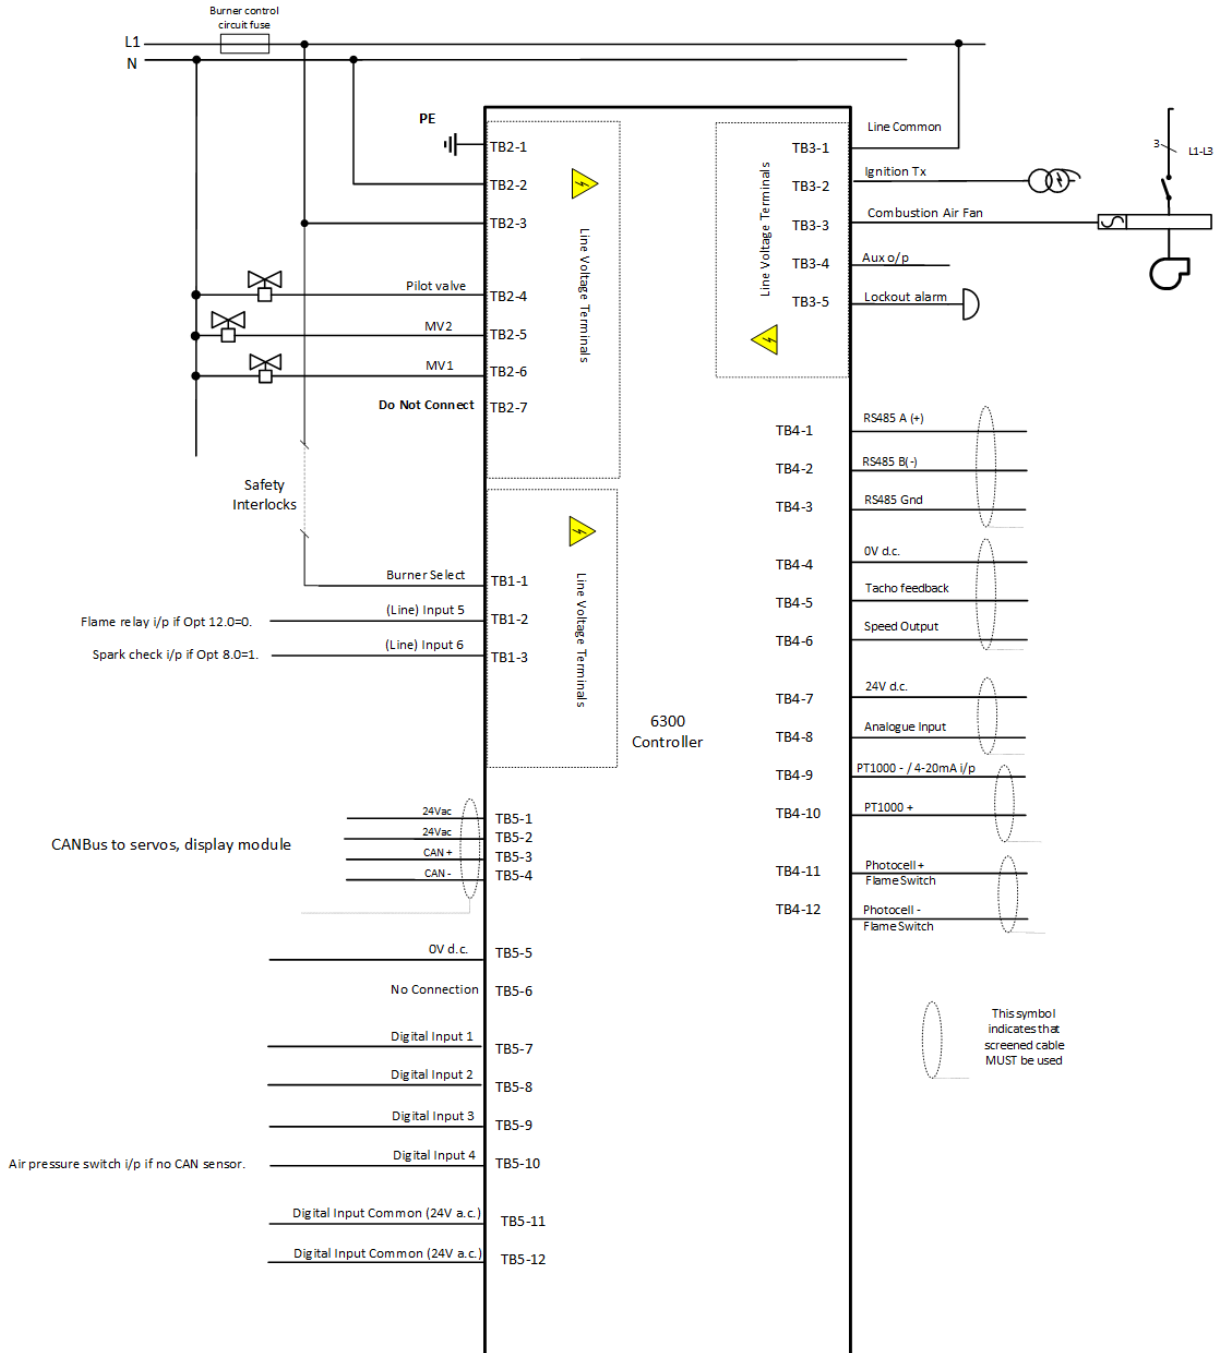 Burner control
circuit fuse
L1
N
PE
TB2-1
TB2-2
TB2-3
Pilot valve
TB2-4
MV2
TB2-5
MV1
TB2-6
Do Not Connect
TB2-7
Line Voltage Terminals
Safety
Interlocks
Burner Select
TB1-1
(Line) Input 5
TB1-2
Flame relay i/p if Opt 12.0=0.
(Line) Input 6
TB1-3
Spark check i/p if Opt 8.0=1.
Line Voltage Terminals
6300
Controller
24Vac
TB5-1
24Vac
TB5-2
CAN +
TB5-3
CAN -
TB5-4
CANBus to servos, display module
0V d.c.
TB5-5
No Connection
TB5-6
Digital Input 1
TB5-7
Digital Input 2
TB5-8
Digital Input 3
TB5-9
Digital Input 4
TB5-10
Air pressure switch i/p if no CAN sensor.
Digital Input Common (24V a.c.)
TB5-11
Digital Input Common (24V a.c.)
TB5-12
Line Voltage Terminals
TB3-1
Line Common
TB3-2
Ignition Tx
TB3-3
Combustion Air Fan
TB3-4
Aux o/p
TB3-5
Lockout alarm
3
L1-L3
TB4-1
RS485 A (+)
TB4-2
RS485 B(-)
TB4-3
RS485 Gnd
TB4-4
0V d.c.
TB4-5
Tacho feedback
TB4-6
Speed Output
TB4-7
24V d.c.
TB4-8
Analogue Input
TB4-9
PT1000 - / 4-20mA i/p
TB4-10
PT1000 +
TB4-11
Photocell +
Flame Switch
TB4-12
Photocell -
Flame Switch
This symbol
indicates that
screened cable
MUST be used